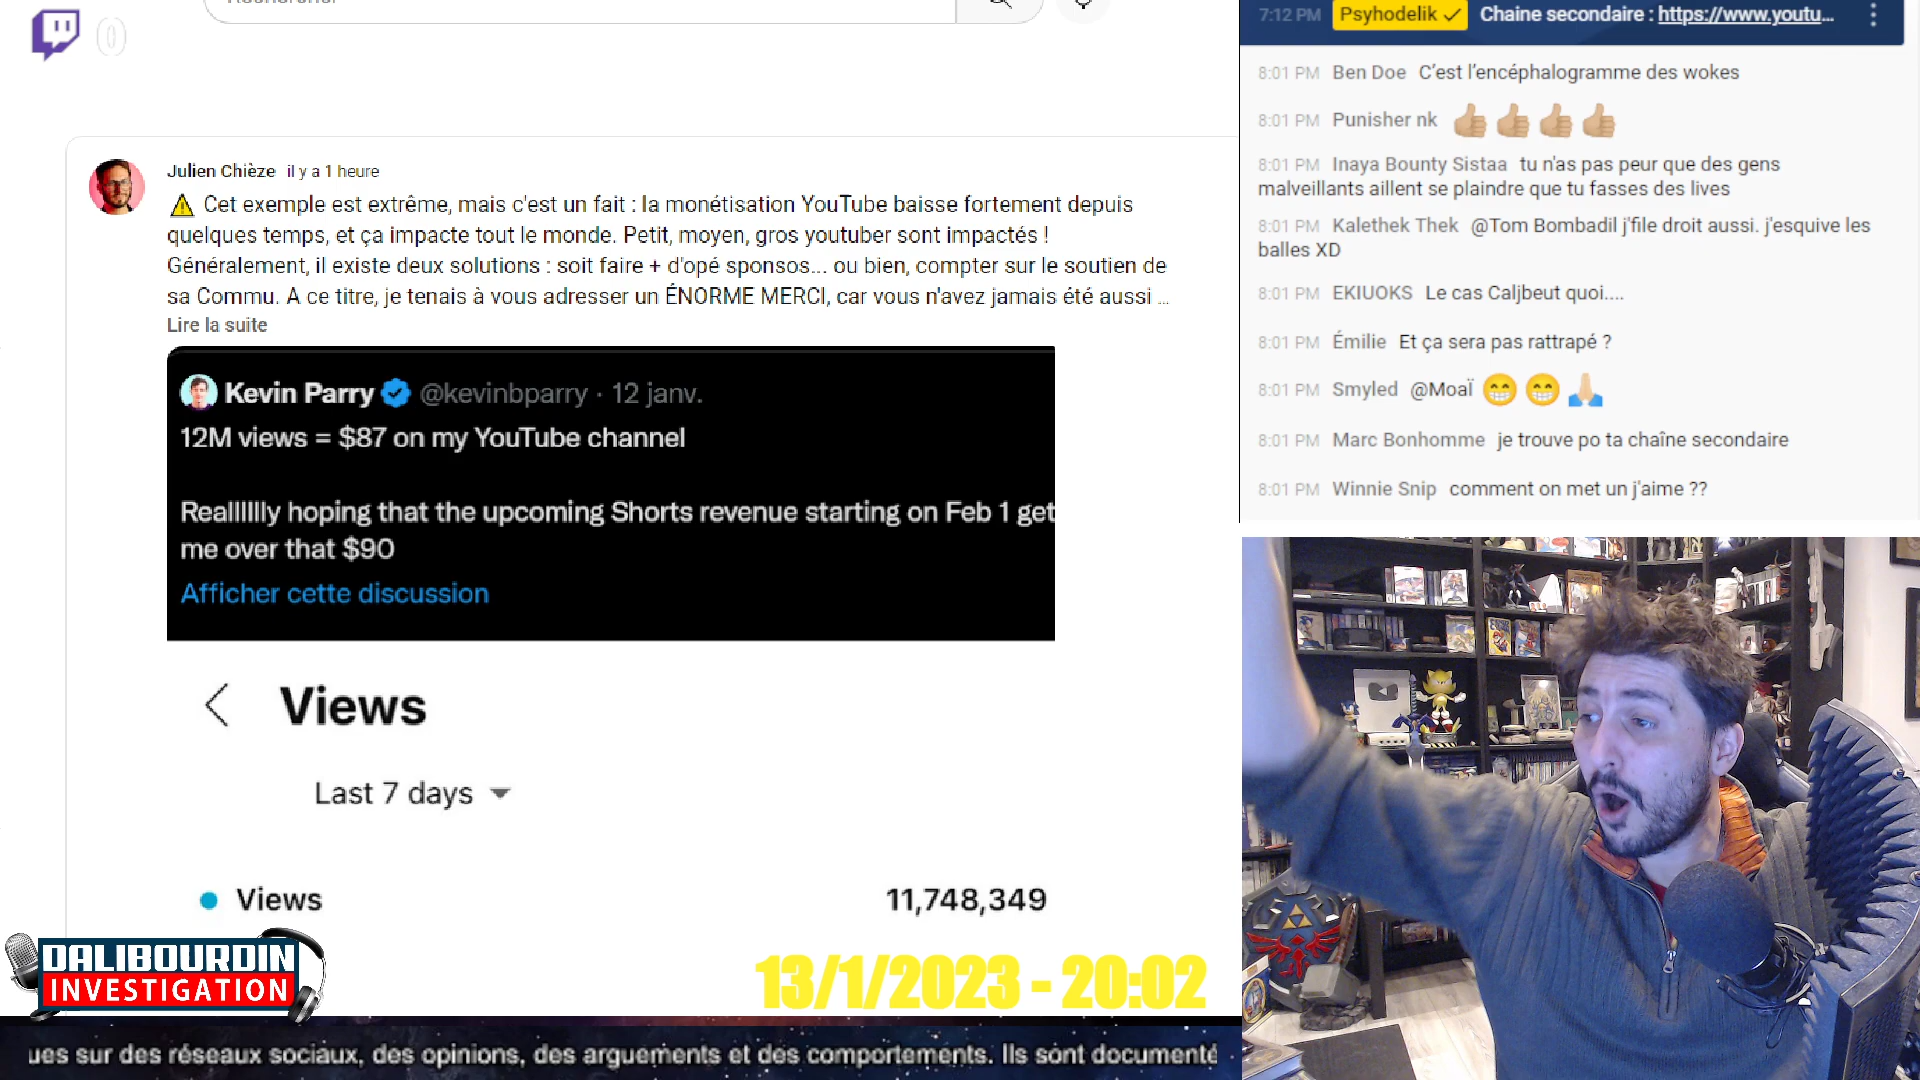 Julien Chièze il y a 1 heure
⚠ Cet exemple est extrême, mais c'est un fait : la monétisation YouTube baisse fortement depuis
quelques temps, et ça impacte tout le monde. Petit, moyen, gros youtuber sont impactés !
Généralement, il existe deux solutions : soit faire + d'opé sponsos... ou bien, compter sur le soutien de
sa Commu. A ce titre, je tenais à vous adresser un ÉNORME MERCI, car vous n'avez jamais été aussi ...
Lire la suite
Kevin Parry @kevinbparry · 12 janv.
12M views = $87 on my YouTube channel
Realllllly hoping that the upcoming Shorts revenue starting on Feb 1 get
me over that $90
Afficher cette discussion
Views
Last 7 days
Views 11,748,349
DALIBOURDIN
INVESTIGATION
13/1/2023 - 20:02
ues sur des réseaux sociaux, des opinions, des arguements et des comportements. Ils sont documenté
7:12 PM Psyhodelik ✓ Chaine secondaire : https://www.youtu...
8:01 PM Ben Doe C’est l’encéphalogramme des wokes
8:01 PM Punisher nk 👍🏼👍🏼👍🏼👍🏼
8:01 PM Inaya Bounty Sistaa tu n'as pas peur que des gens
malveillants aillent se plaindre que tu fasses des lives
8:01 PM Kalethek Thek @Tom Bombadil j'file droit aussi. j'esquive les
balles XD
8:01 PM EKIUOKS Le cas Caljbeut quoi....
8:01 PM Émilie Et ça sera pas rattrapé ?
8:01 PM Smyled @Moaï 😁😁🙏🏼
8:01 PM Marc Bonhomme je trouve po ta chaîne secondaire
8:01 PM Winnie Snip comment on met un j'aime ??